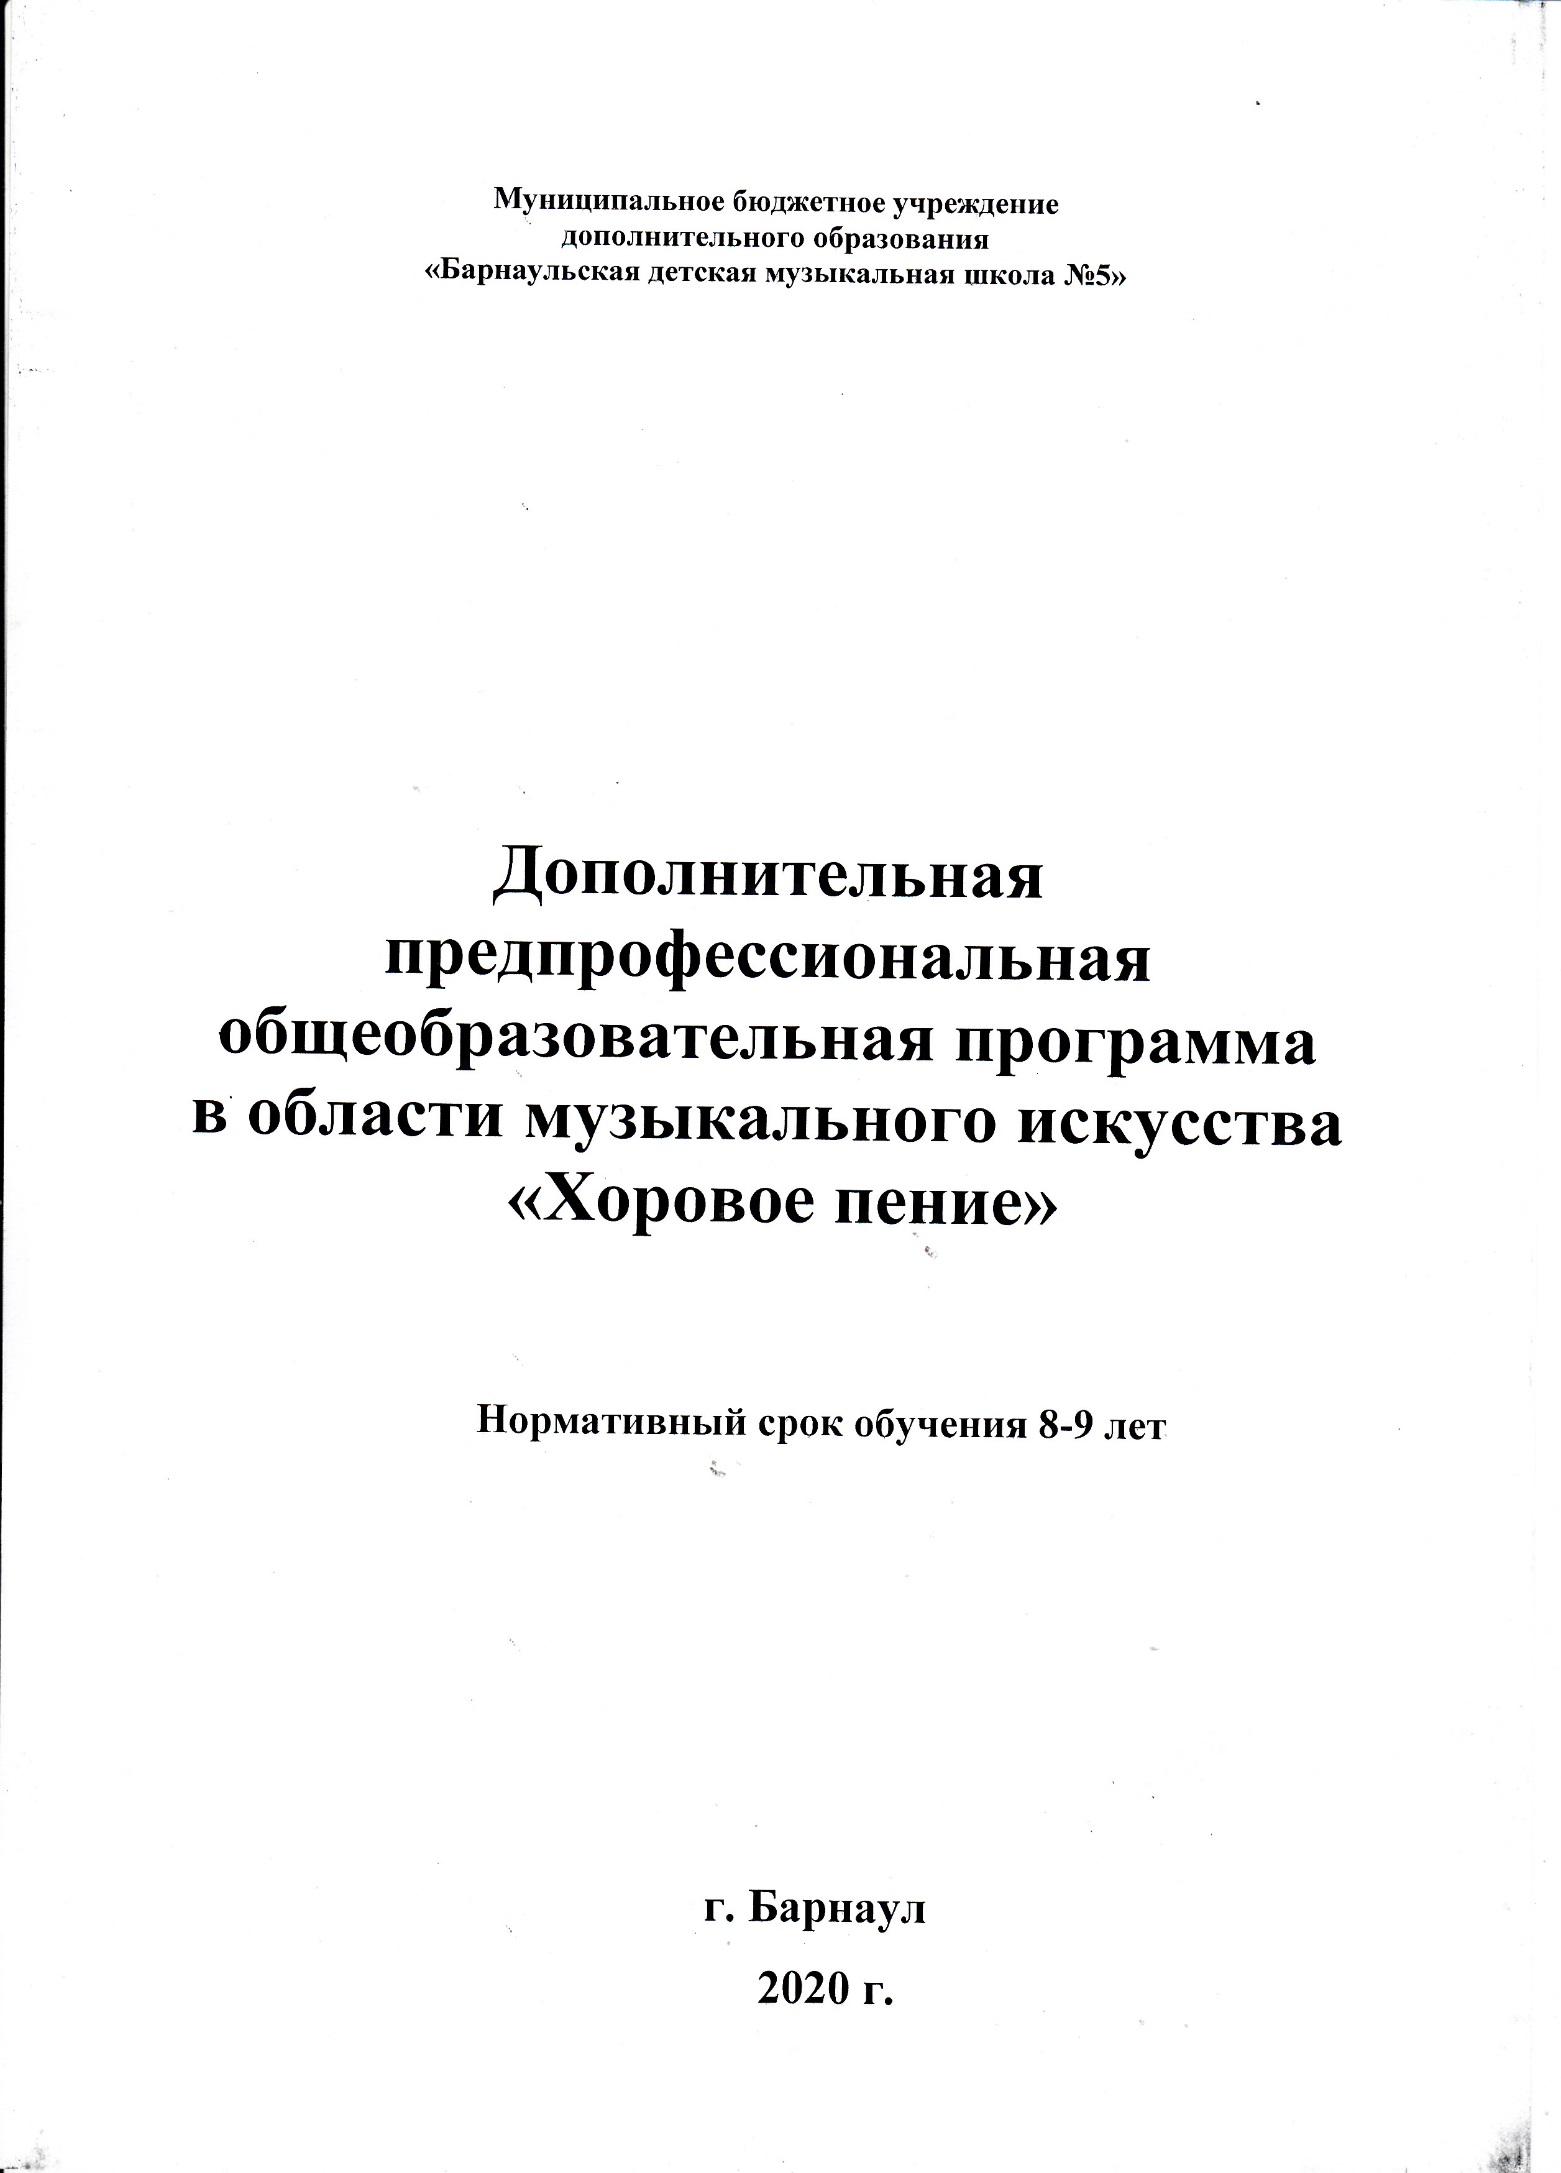 Муниципальное бюджетное учреждение
дополнительного образования
«Барнаульская детская музыкальная школа №5»
Дополнительная
предпрофессиональная
общеобразовательная программа
в области музыкального искусства
«Хоровое пение»
Нормативный срок обучения 8-9 лет
г. Барнаул
2020 г.